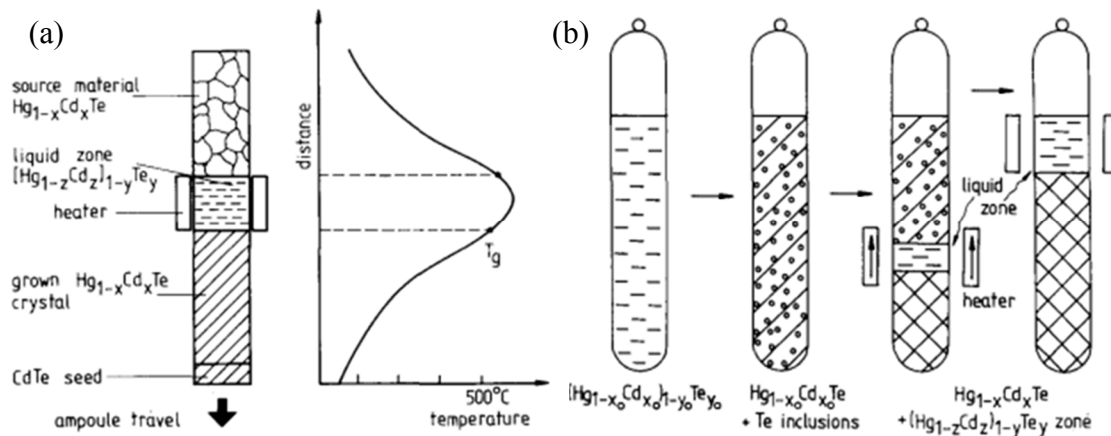 (a)
source material
Hg₁₋ₓCdₓTe
liquid zone
[Hg₁₋zCdz]₁₋yTey
heater
grown Hg₁₋ₓCdₓTe
crystal
CdTe seed
ampoule travel
distance
Tg
500°C
temperature
(b)
liquid
zone
heater
(Hg₁₋ₓ₀Cdₓ₀)₁₋y₀Tey₀
Hg₁₋ₓ₀Cdₓ₀Te
+ Te inclusions
Hg₁₋ₓCdₓTe
+(Hg₁₋zCdz)₁₋yTey zone